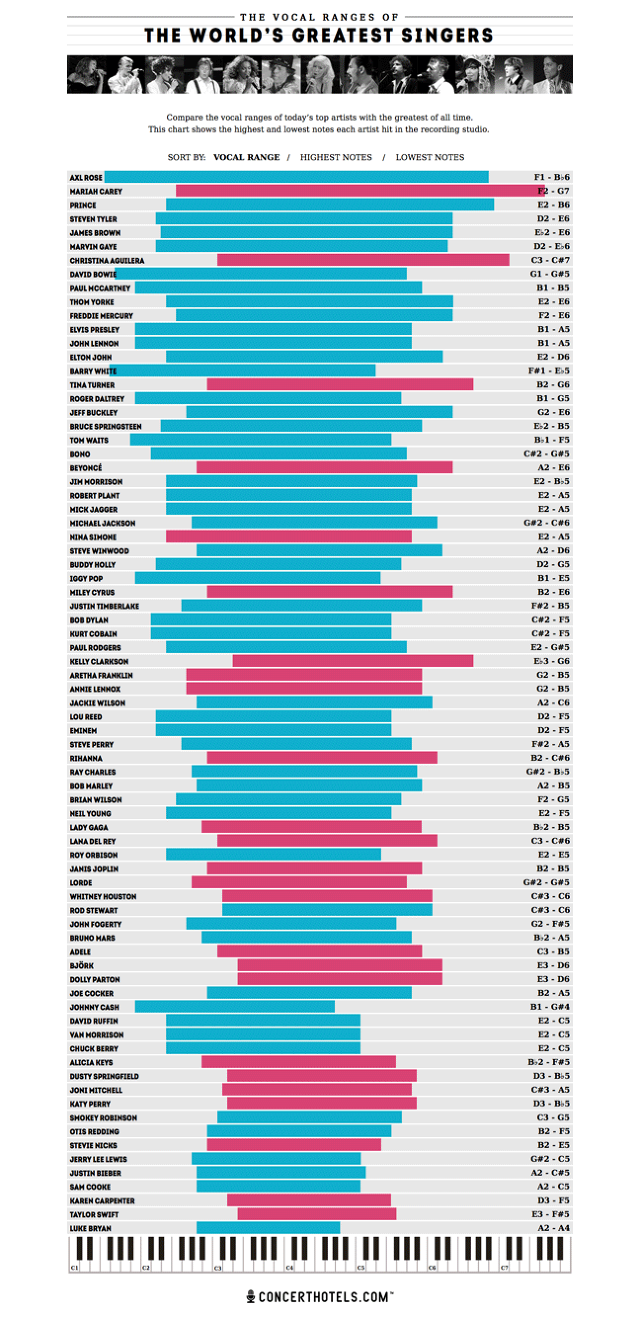 THE VOCAL RANGES OF
THE WORLD'S GREATEST SINGERS
Compare the vocal ranges of today's top artists with the greatest of all time.
This chart shows the highest and lowest notes each artist hit in the recording studio.
SORT BY: VOCAL RANGE / HIGHEST NOTES / LOWEST NOTES
AXL ROSE F1 - B♭6
MARIAH CAREY F2 - G7
PRINCE E2 - B6
STEVEN TYLER D2 - E6
JAMES BROWN E♭2 - E6
MARVIN GAYE D2 - E♭6
CHRISTINA AGUILERA C3 - C#7
DAVID BOWIE G1 - G#5
PAUL MCCARTNEY B1 - B5
THOM YORKE E2 - E6
FREDDIE MERCURY F2 - E6
ELVIS PRESLEY B1 - A5
JOHN LENNON B1 - A5
ELTON JOHN E2 - D6
BARRY WHITE F#1 - E♭5
TINA TURNER B2 - G6
ROGER DALTREY B1 - G5
JEFF BUCKLEY G2 - E6
BRUCE SPRINGSTEEN E♭2 - B5
TOM WAITS B♭1 - F5
BONO C#2 - G#5
BEYONCÉ A2 - E6
JIM MORRISON E2 - B♭5
ROBERT PLANT E2 - A5
MICK JAGGER E2 - A5
MICHAEL JACKSON G#2 - C#6
NINA SIMONE E2 - A5
STEVE WINWOOD A2 - D6
BUDDY HOLLY D2 - G5
IGGY POP B1 - E5
MILEY CYRUS B2 - E6
JUSTIN TIMBERLAKE F#2 - B5
BOB DYLAN C#2 - F5
KURT COBAIN C#2 - F5
PAUL RODGERS E2 - G#5
KELLY CLARKSON E♭3 - G6
ARETHA FRANKLIN G2 - B5
ANNIE LENNOX G2 - B5
JACKIE WILSON A2 - C6
LOU REED D2 - F5
EMINEM D2 - F5
STEVE PERRY F#2 - A5
RIHANNA B2 - C#6
RAY CHARLES G#2 - B♭5
BOB MARLEY A2 - B5
BRIAN WILSON F2 - G5
NEIL YOUNG E2 - F5
LADY GAGA B♭2 - B5
LANA DEL REY C3 - C#6
ROY ORBISON E2 - E5
JANIS JOPLIN B2 - B5
LORDE G#2 - G#5
WHITNEY HOUSTON C#3 - C6
ROD STEWART C#3 - C6
JOHN FOGERTY G2 - F#5
BRUNO MARS B♭2 - A5
ADELE C3 - B5
BJÖRK E3 - D6
DOLLY PARTON E3 - D6
JOE COCKER B2 - A5
JOHNNY CASH B1 - G#4
DAVID RUFFIN E2 - C5
VAN MORRISON E2 - C5
CHUCK BERRY E2 - C5
ALICIA KEYS B♭2 - F#5
DUSTY SPRINGFIELD D3 - B♭5
JONI MITCHELL C#3 - A5
KATY PERRY D3 - B♭5
SMOKEY ROBINSON C3 - G5
OTIS REDDING B2 - F5
STEVIE NICKS B2 - E5
JERRY LEE LEWIS G#2 - C5
JUSTIN BIEBER A2 - C#5
SAM COOKE A2 - C5
KAREN CARPENTER D3 - F5
TAYLOR SWIFT E3 - F#5
LUKE BRYAN A2 - A4
C1 C2 C3 C4 C5 C6 C7
CONCERTHOTELS.COM™